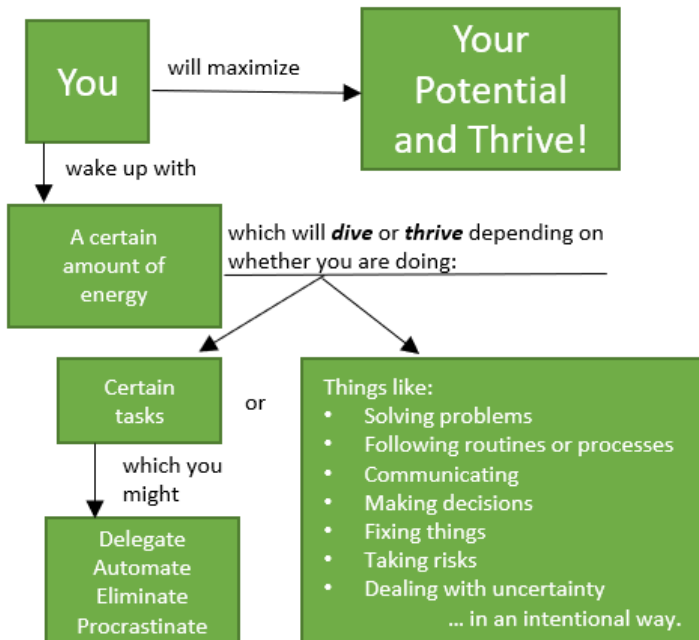 You
will maximize
Your
Potential
and Thrive!
wake up with
A certain
amount of
energy
which will dive or thrive depending on
whether you are doing:
Certain
tasks
or
Things like:
• Solving problems
• Following routines or processes
• Communicating
• Making decisions
• Fixing things
• Taking risks
• Dealing with uncertainty
... in an intentional way.
which you
might
Delegate
Automate
Eliminate
Procrastinate